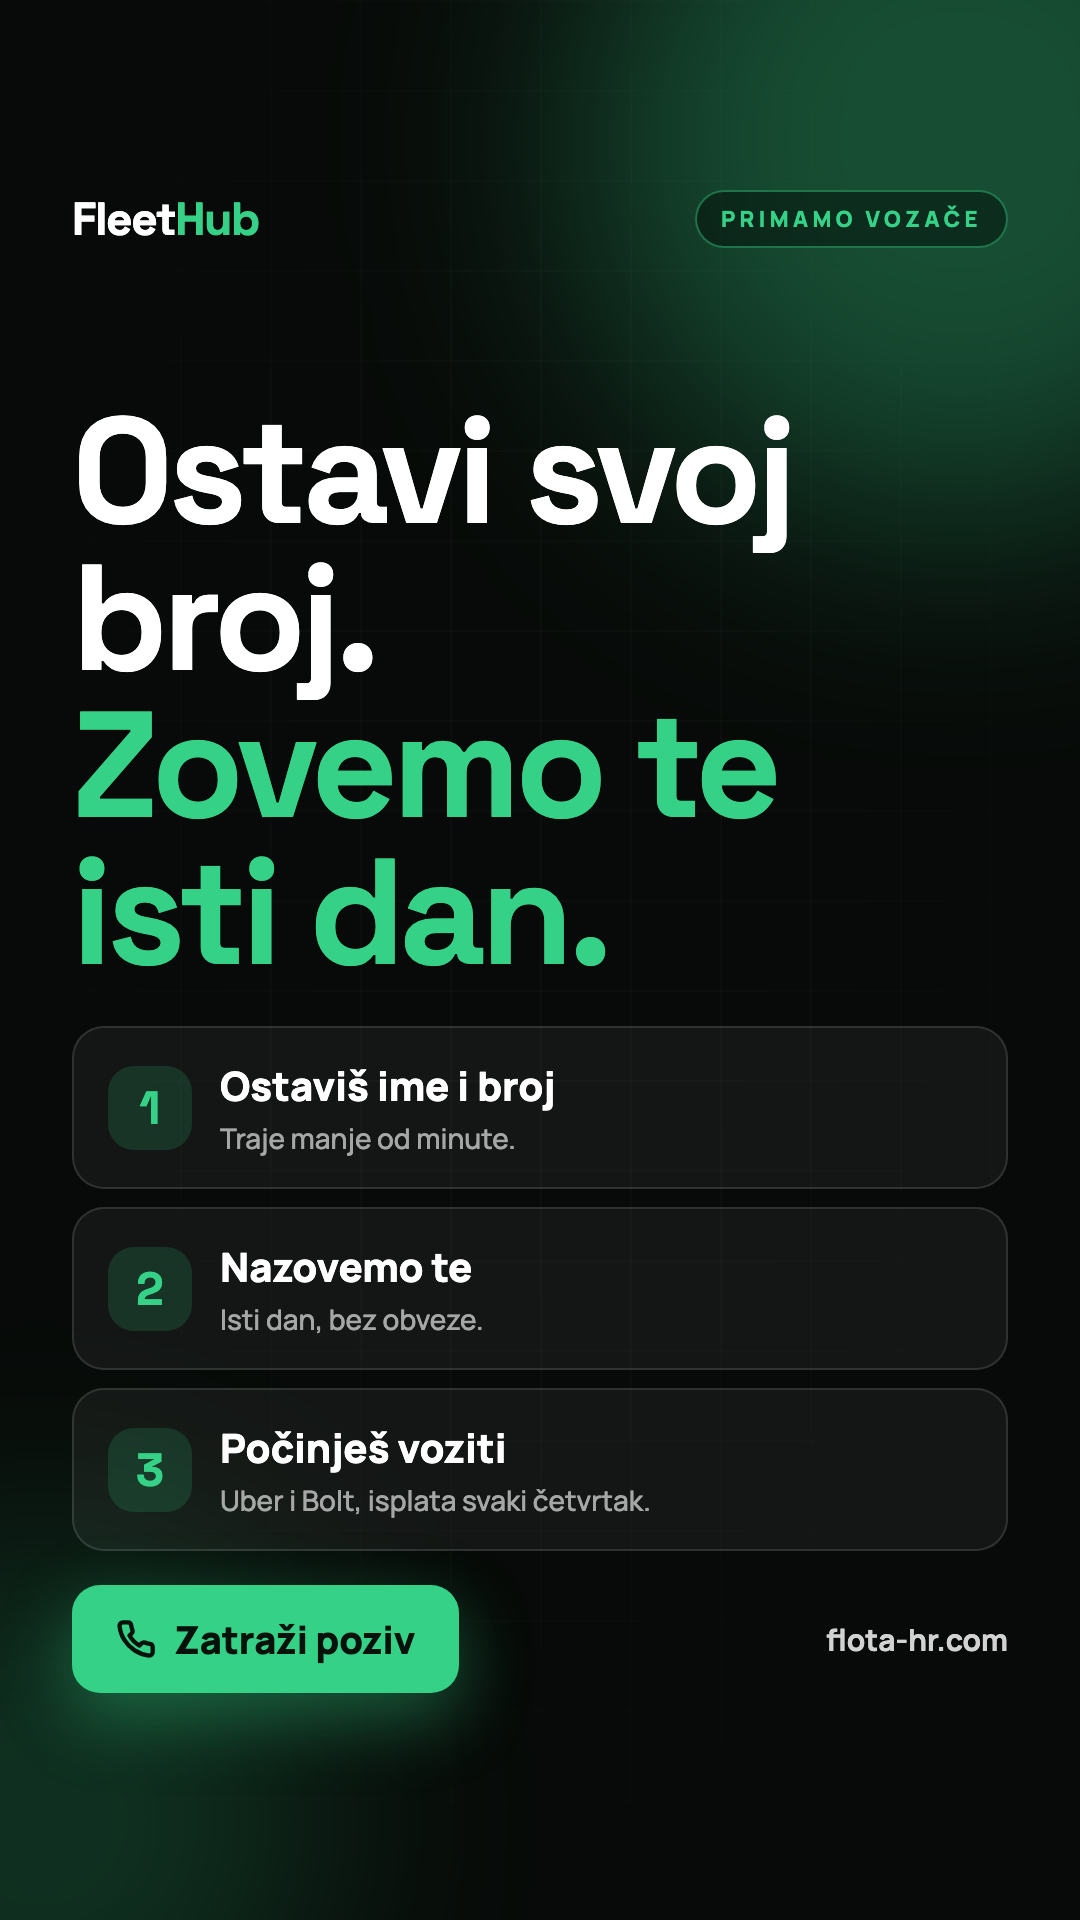 FleetHub
PRIMAMO VOZAČE
Ostavi svoj
broj.
Zovemo te
isti dan.
1
Ostaviš ime i broj
Traje manje od minute.
2
Nazovemo te
Isti dan, bez obveze.
3
Počinješ voziti
Uber i Bolt, isplata svaki četvrtak.
Zatraži poziv
flota-hr.com